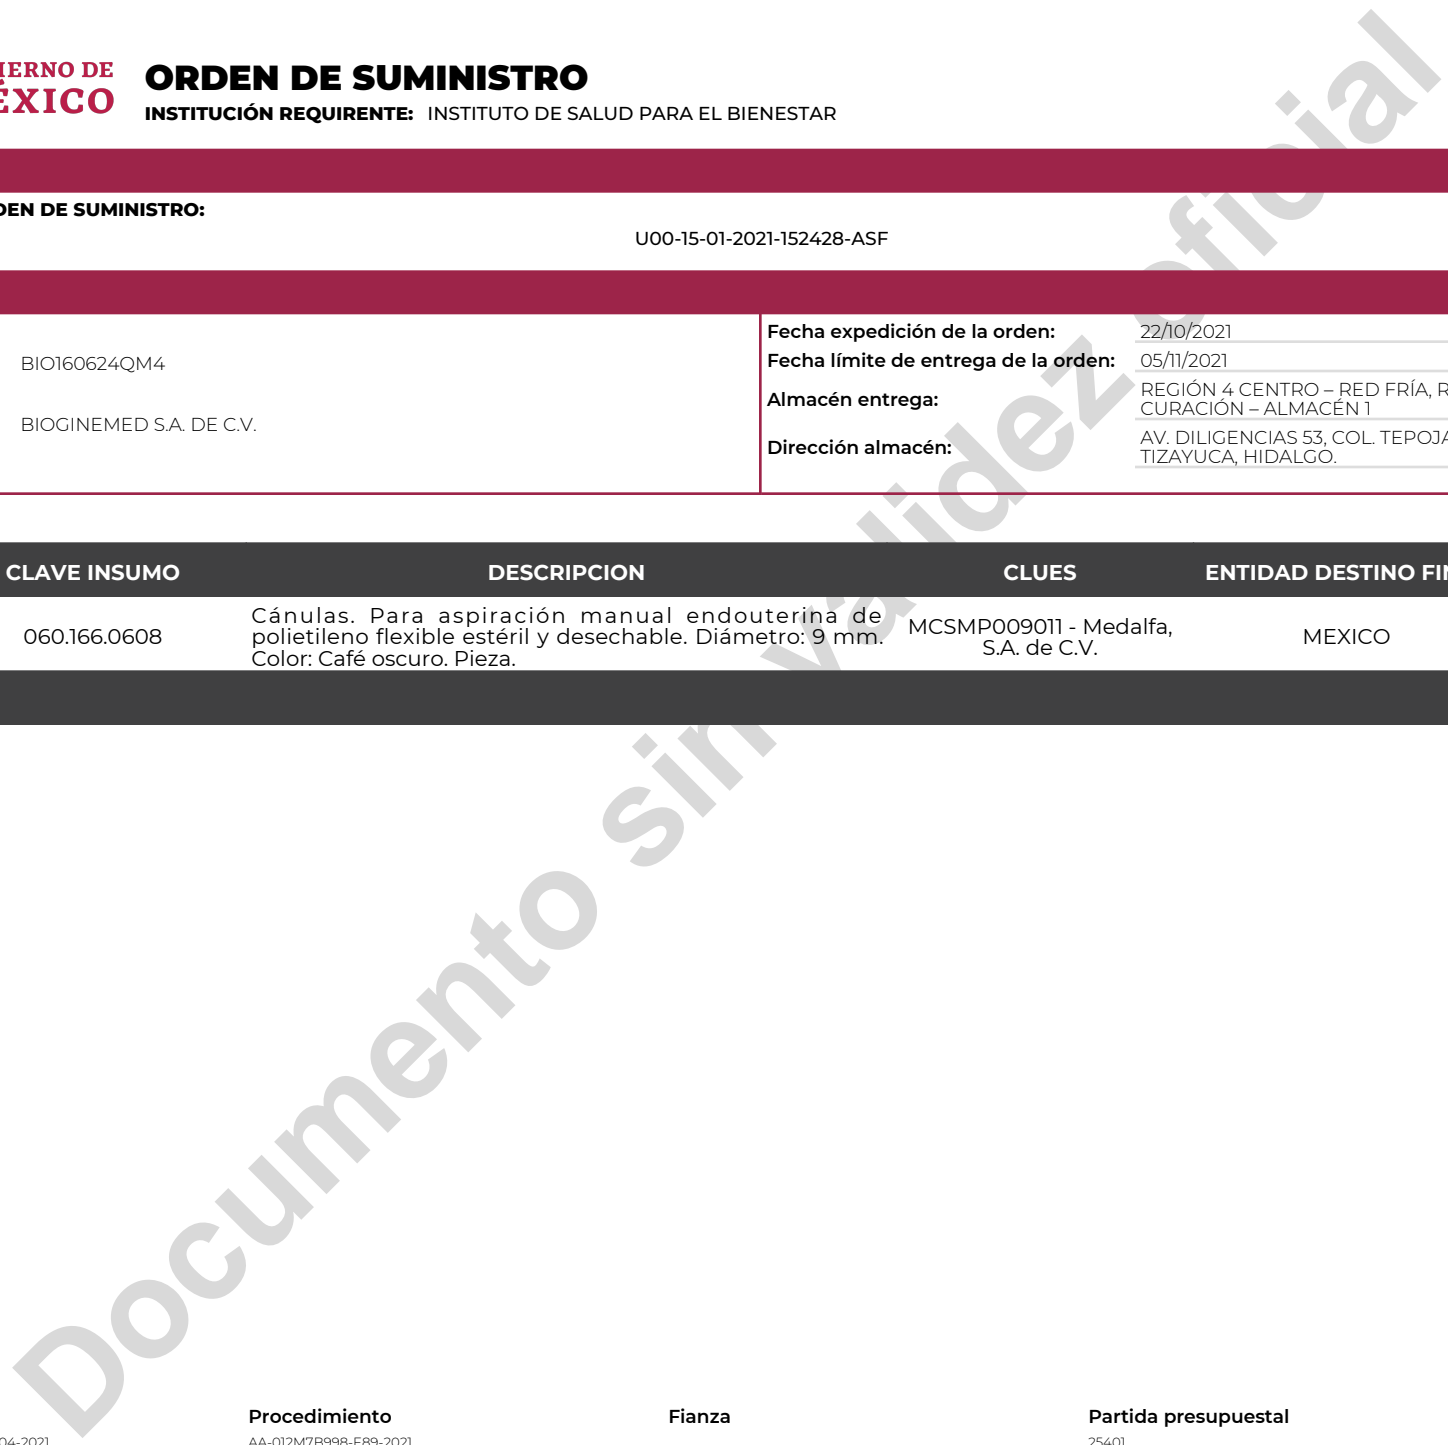 IERNO DE
ÉXICO
ORDEN DE SUMINISTRO
INSTITUCIÓN REQUIRENTE: INSTITUTO DE SALUD PARA EL BIENESTAR
DEN DE SUMINISTRO:
U00-15-01-2021-152428-ASF
BIO160624QM4
BIOGINEMED S.A. DE C.V.
Fecha expedición de la orden: 22/10/2021
Fecha límite de entrega de la orden: 05/11/2021
Almacén entrega: REGIÓN 4 CENTRO – RED FRÍA, R
CURACIÓN – ALMACÉN 1
Dirección almacén: AV. DILIGENCIAS 53, COL. TEPOJA
TIZAYUCA, HIDALGO.
CLAVE INSUMO DESCRIPCION CLUES ENTIDAD DESTINO FIN
060.166.0608
Cánulas. Para aspiración manual endouterina de
polietileno flexible estéril y desechable. Diámetro: 9 mm.
Color: Café oscuro. Pieza.
MCSMP009011 - Medalfa,
S.A. de C.V.
MEXICO
Documento sin validez oficial
Procedimiento Fianza Partida presupuestal
04-2021 AA-012M7B998-E89-2021 25401